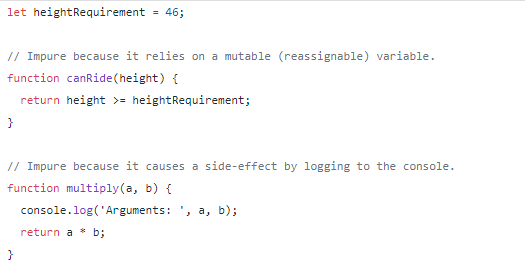 let heightRequirement = 46;

// Impure because it relies on a mutable (reassignable) variable.
function canRide(height) {
  return height >= heightRequirement;
}

// Impure because it causes a side-effect by logging to the console.
function multiply(a, b) {
  console.log('Arguments: ', a, b);
  return a * b;
}